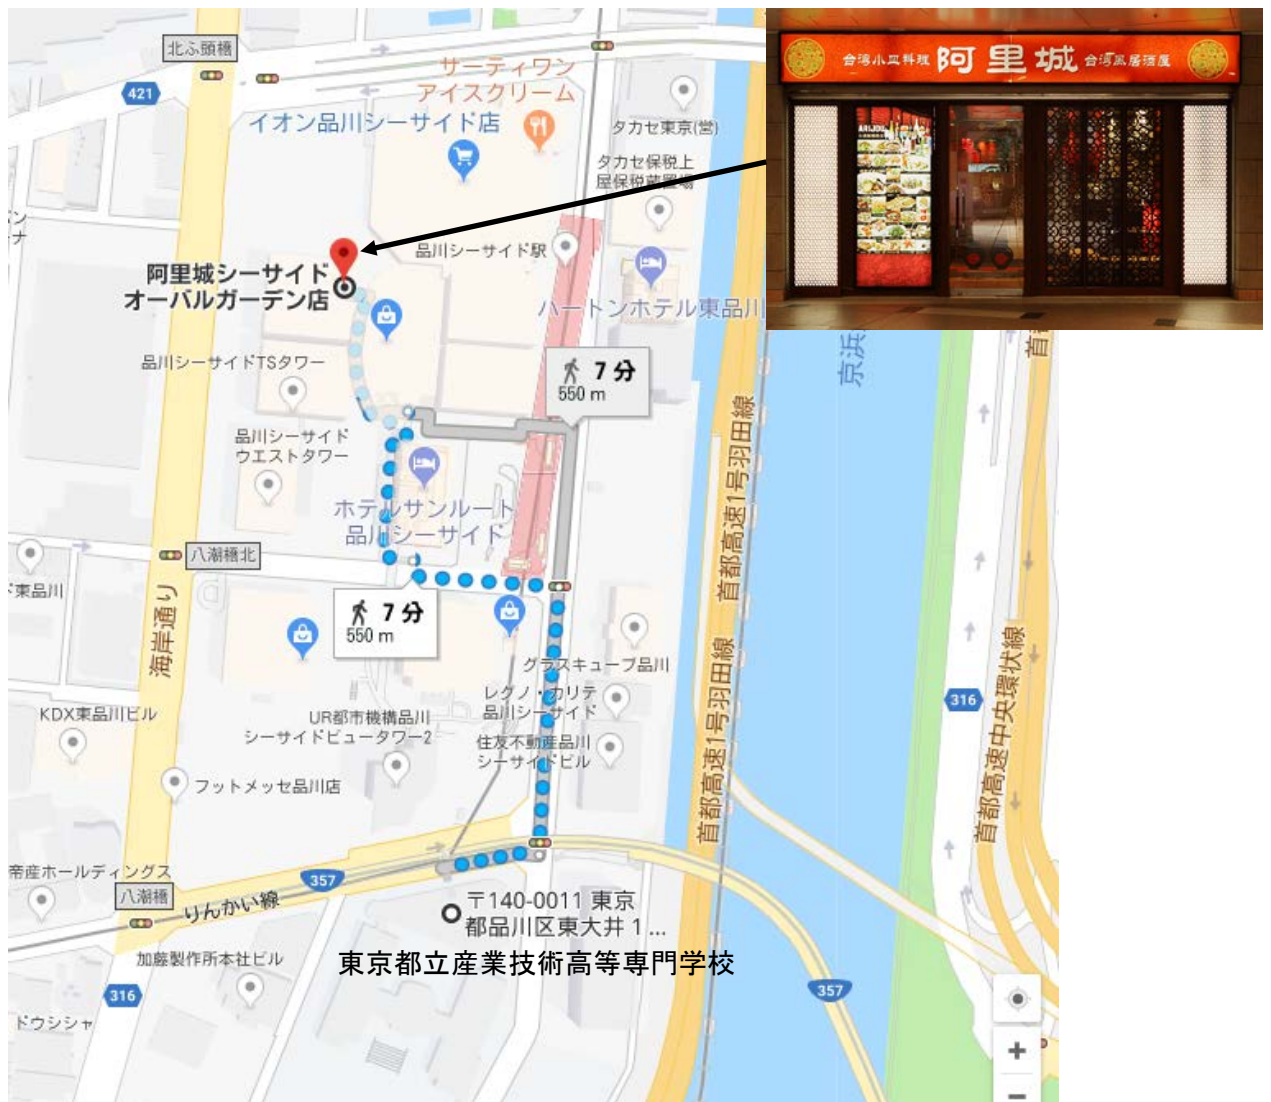 北ふ頭橋
421
サーティワン
アイスクリーム
イオン品川シーサイド店
タカセ東京(営)
タカセ保税上
屋保税蔵置場
台湾小皿料理 阿里城 台湾風居酒屋
阿里城シーサイド
オーバルガーデン店
品川シーサイド駅
ハートンホテル東品川
京浜
品川シーサイドTSタワー
7 分
550 m
品川シーサイド
ウエストタワー
ホテルサンルート
品川シーサイド
首都高速1号羽田線
八潮橋北
東品川
海岸通り
7 分
550 m
グラスキューブ品川
レグノ・カリテ
品川シーサイド
住友不動産品川
シーサイドビル
KDX東品川ビル
UR都市機構品川
シーサイドビュータワー2
フットメッセ品川店
首都高速1号羽田線
316
首都高速中央環状線
帝産ホールディングス
八潮橋
りんかい線
357
〒140-0011 東京
都品川区東大井 1 ...
東京都立産業技術高等専門学校
加藤製作所本社ビル
316
ドウシシャ
357
+
−